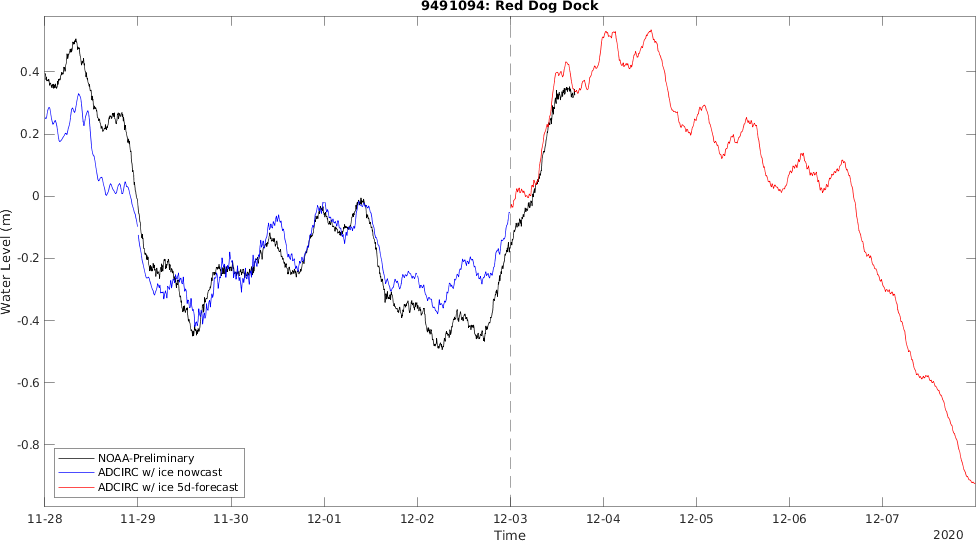 9491094: Red Dog Dock
Water Level (m)
0.4
0.2
0
-0.2
-0.4
-0.6
-0.8
NOAA-Preliminary
ADCIRC w/ ice nowcast
ADCIRC w/ ice 5d-forecast
11-28 11-29 11-30 12-01 12-02 12-03 12-04 12-05 12-06 12-07
Time
2020